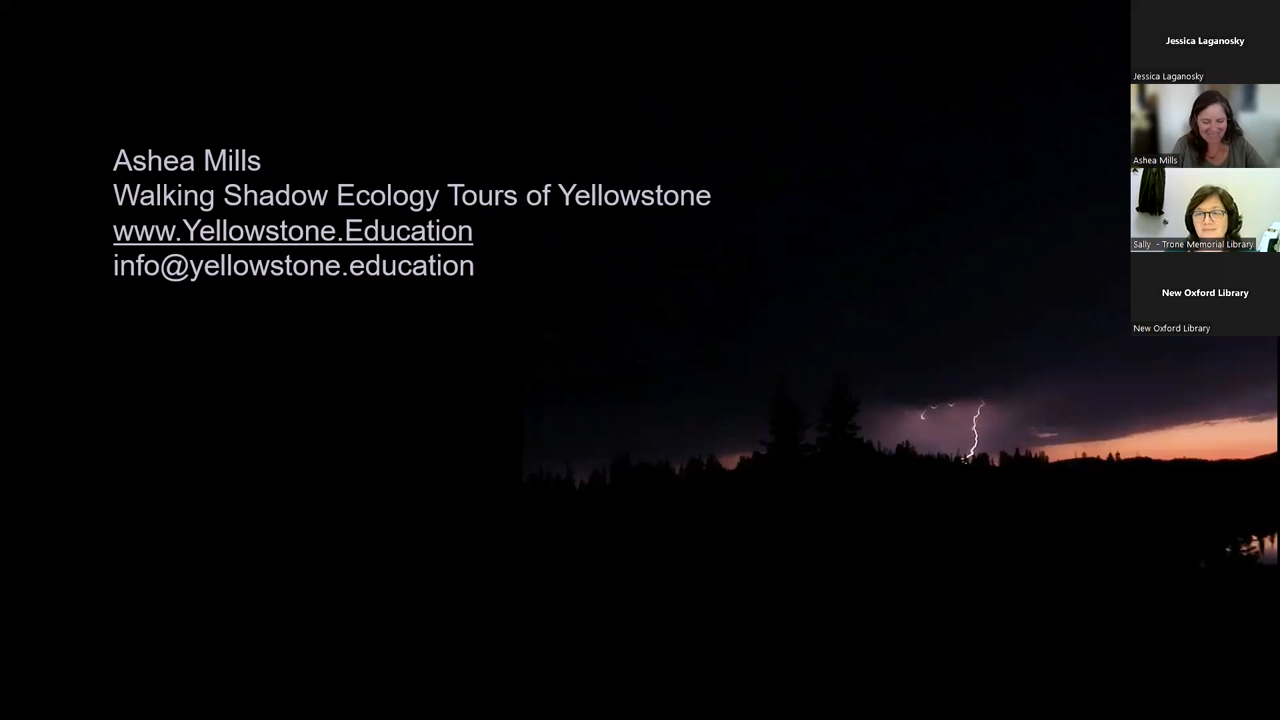 Ashea Mills
Walking Shadow Ecology Tours of Yellowstone
www.Yellowstone.Education
info@yellowstone.education
Jessica Laganosky
Jessica Laganosky
Ashea Mills
Sally - Trone Memorial Library
New Oxford Library
New Oxford Library